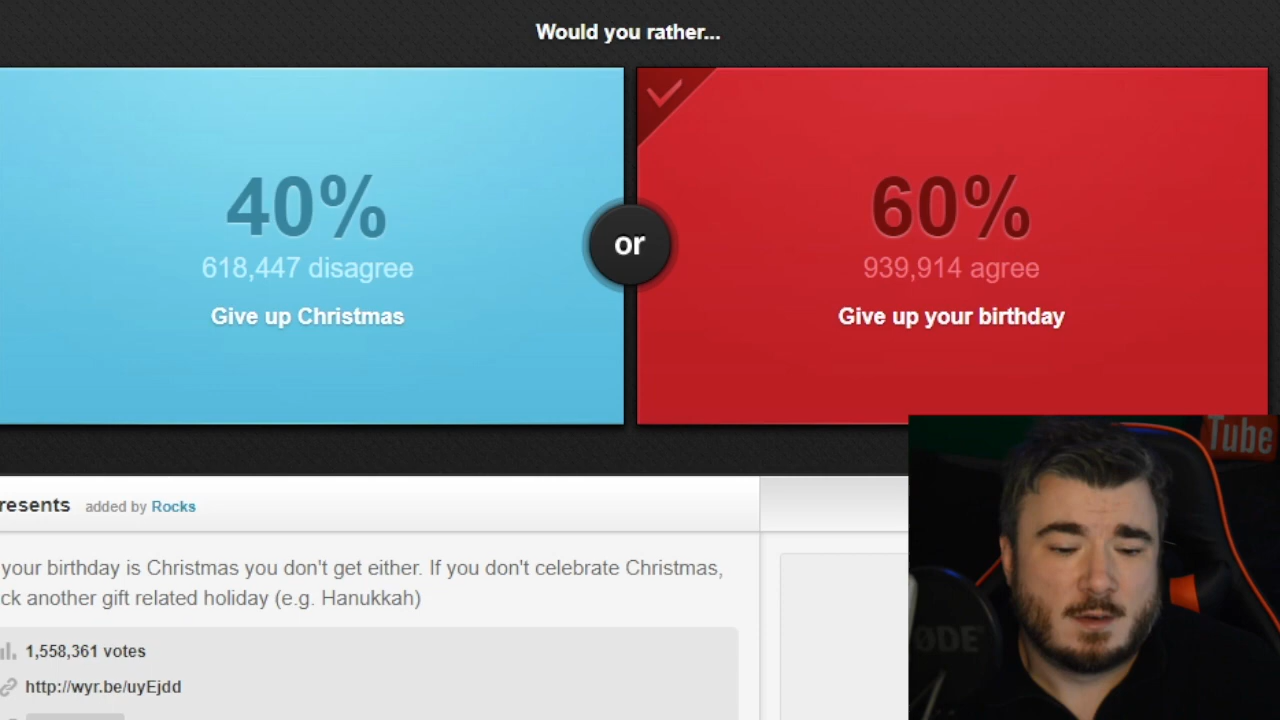 Would you rather...
40%
618,447 disagree
Give up Christmas
or
60%
939,914 agree
Give up your birthday
Tube
resents added by Rocks
your birthday is Christmas you don't get either. If you don't celebrate Christmas,
ck another gift related holiday (e.g. Hanukkah)
1,558,361 votes
http://wyr.be/uyEjdd
RØDE